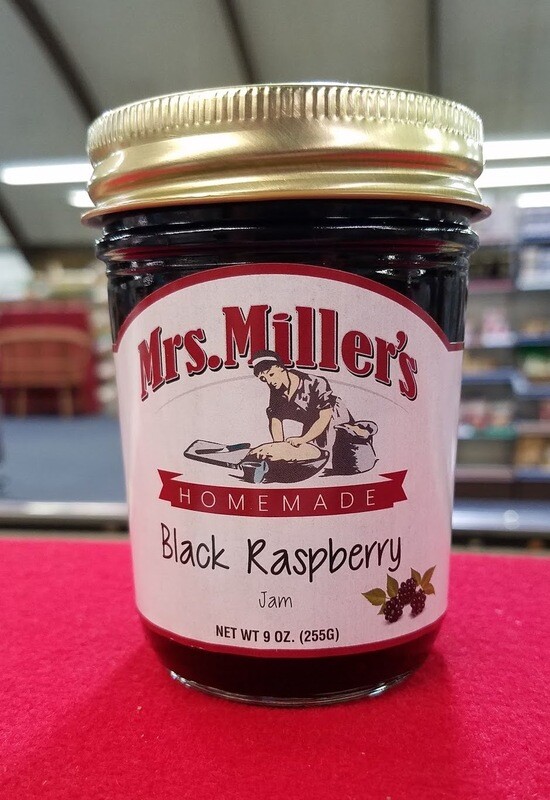 Mrs. Miller's
HOMEMADE
Black Raspberry
Jam
NET WT 9 OZ. (255G)